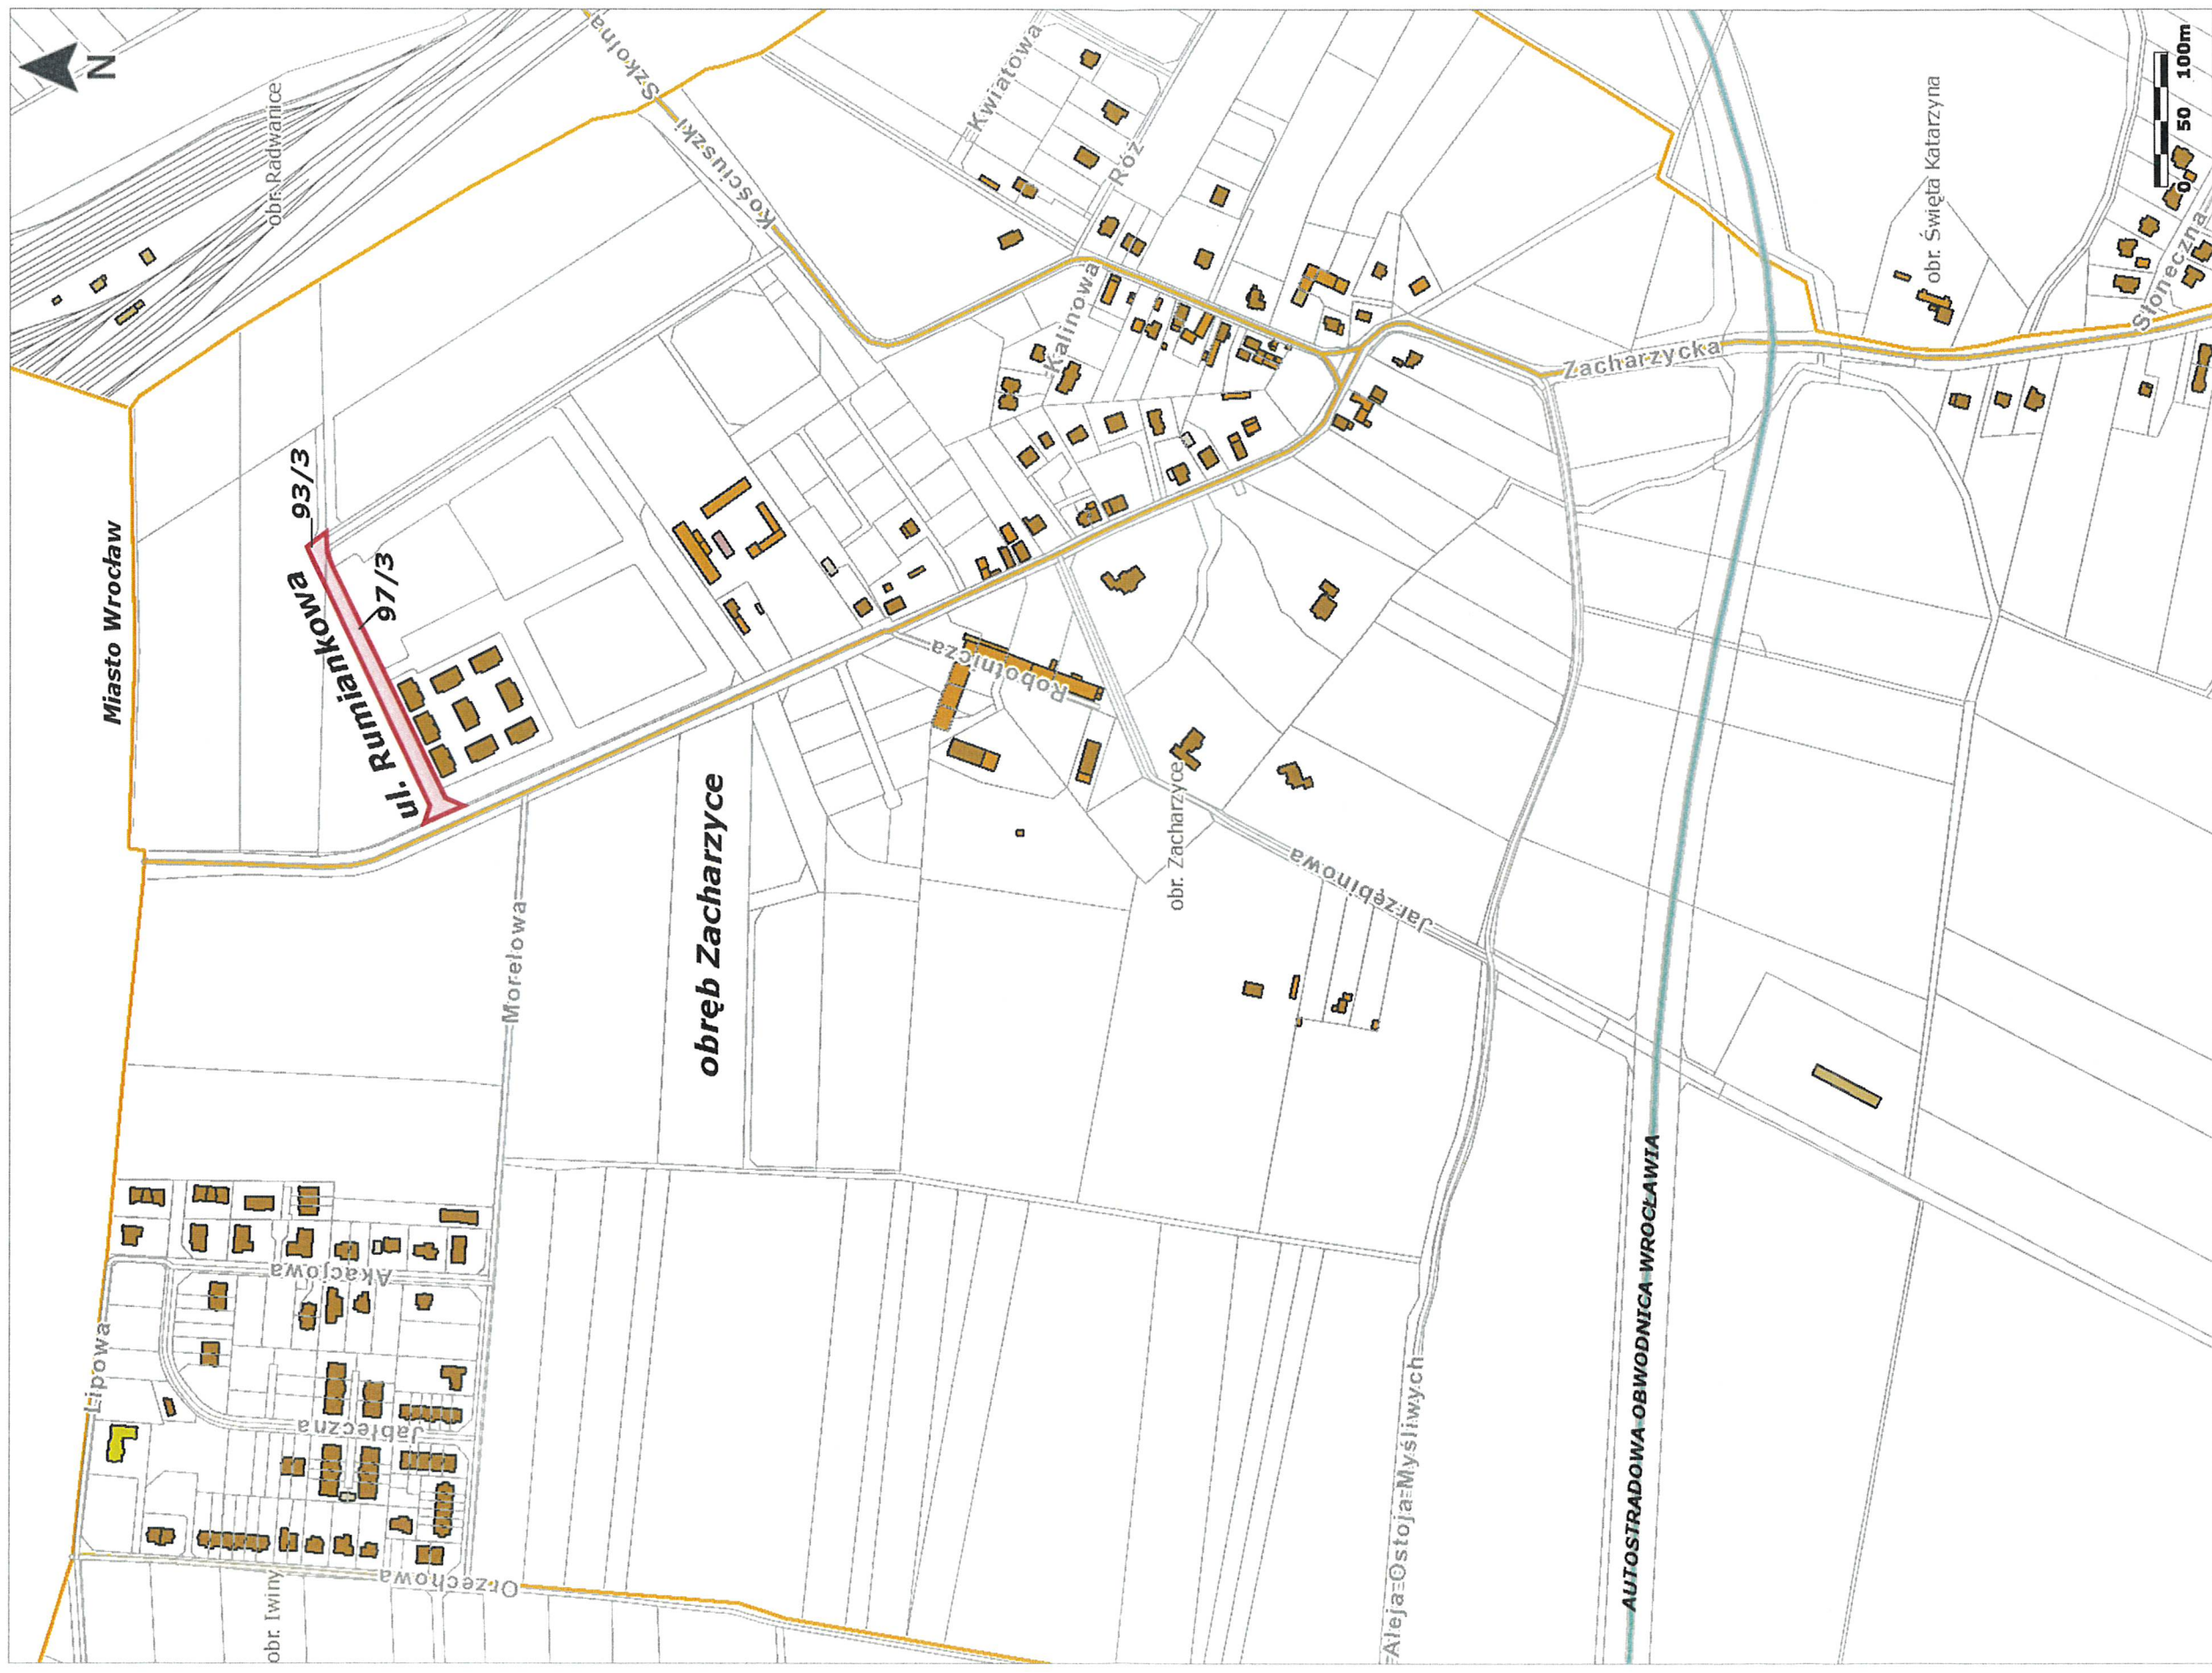 N
Miasto Wrocław
obr. Radwanice
Szkolna
Kościuszki
93/3
97/3
ul. Rumiankowa
Kwiatowa
Róż
Kalinowa
Zacharzycka
obr. Święta Katarzyna
Słoneczna
0 50 100m
Robotnicza
obręb Zacharzyce
obr. Zacharzyce
Morelowa
Jarzębinowa
Lipowa
Akacjowa
Jabłeczna
Orzechowa
obr. Iwiny
Aleja Ostoja Myśliwych
AUTOSTRADOWA OBWODNICA WROCŁAWIA